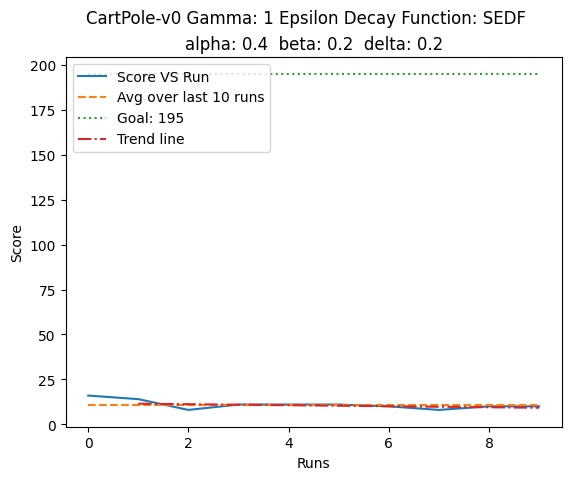 CartPole-v0 Gamma: 1 Epsilon Decay Function: SEDF
alpha: 0.4  beta: 0.2  delta: 0.2
Score VS Run
Avg over last 10 runs
Goal: 195
Trend line
200
175
150
125
100
75
50
25
0
Score
0 2 4 6 8
Runs